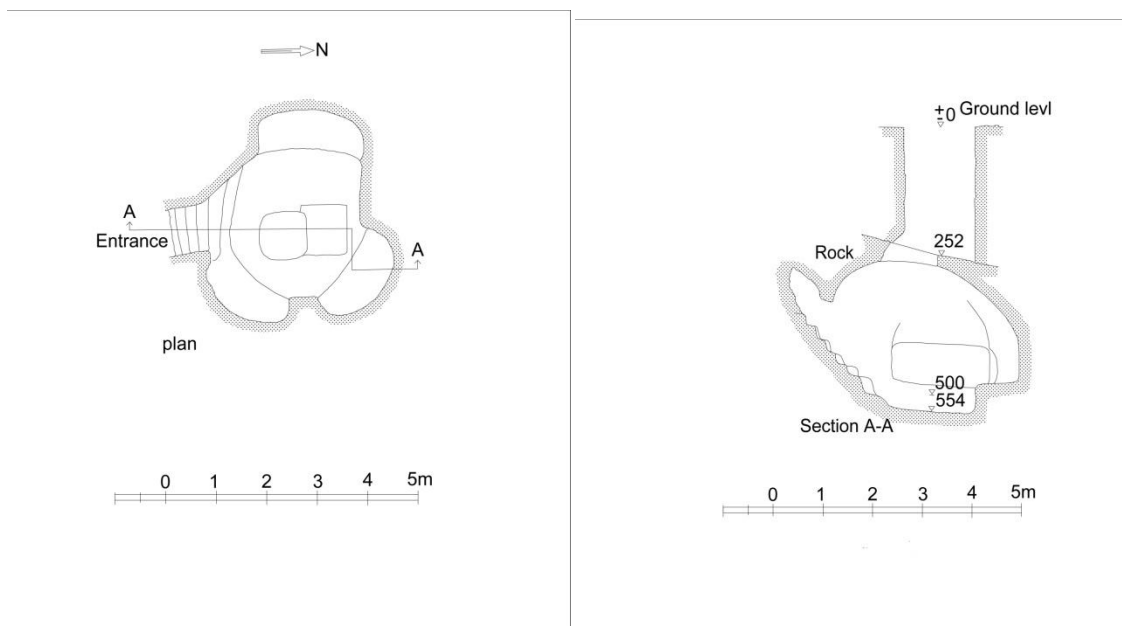 N
A
Entrance
A
plan
0 1 2 3 4 5m
±0 Ground levl
252
Rock
500
554
Section A-A
0 1 2 3 4 5m